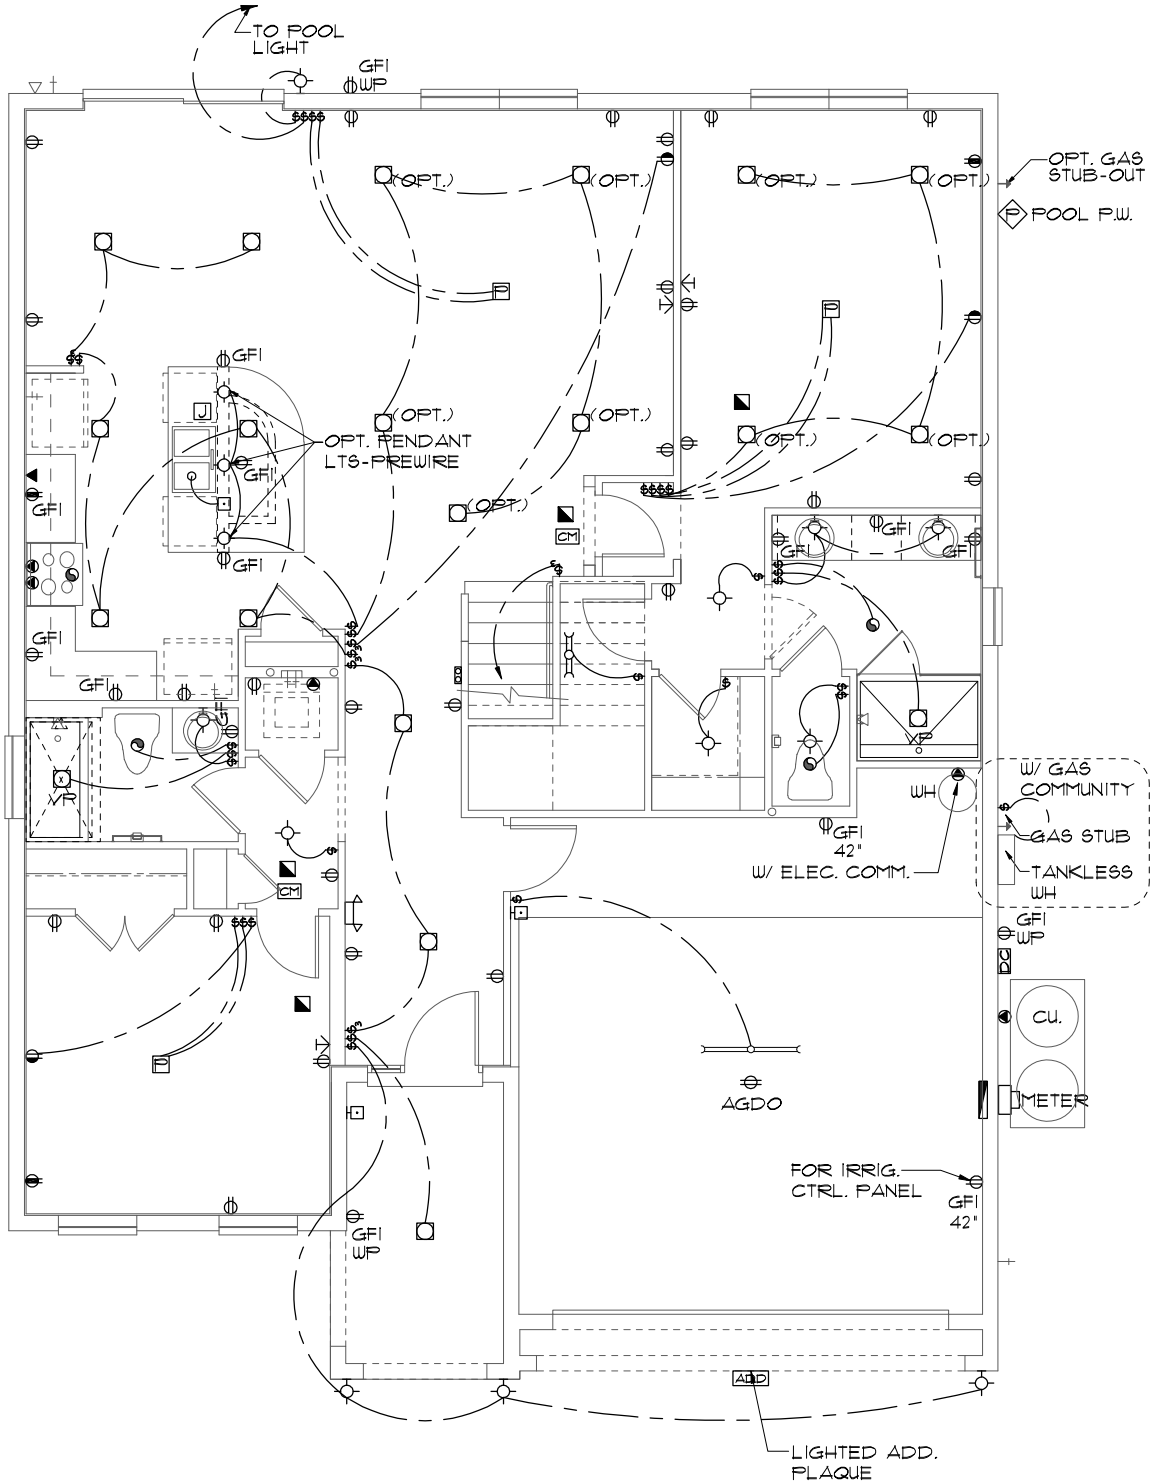 TO POOL
LIGHT
GFI
WP
OPT. GAS
STUB-OUT
P POOL P.W.
(OPT.)
(OPT.)
(OPT.)
(OPT.)
$$$$
P
P
$$
$
GFI
J
(OPT.)
(OPT.)
(OPT.)
(OPT.)
OPT. PENDANT
LTS-PREWIRE
GFI
GFI
(OPT.)
$$$$
CM
GFI
GFI
GFI
GFI
GFI
GFI
GFI
VP
VP
W/ GAS
COMMUNITY
GAS STUB
TANKLESS
WH
WH
GFI
42"
W/ ELEC. COMM.
CM
$$$
GFI
WP
DC
CU.
P
AGDO
METER
FOR IRRIG.
CTRL. PANEL
GFI
42"
GFI
WP
ADD
LIGHTED ADD.
PLAQUE